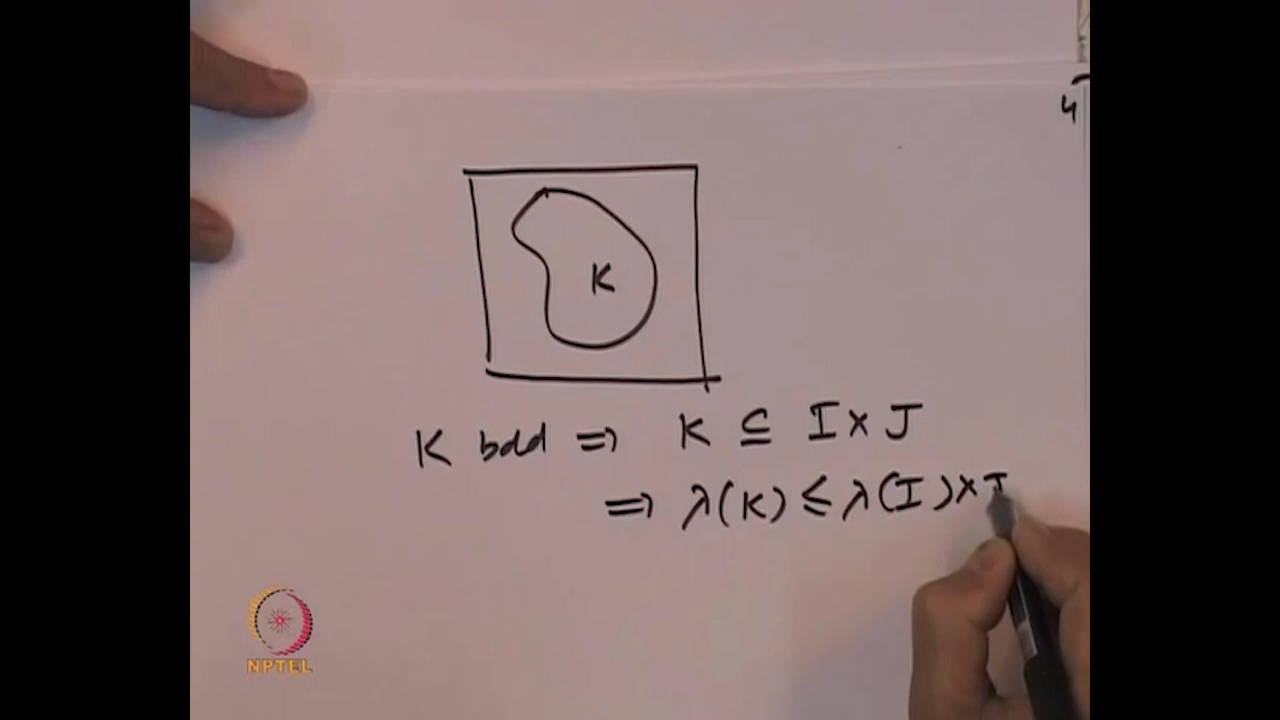 4
K
K bdd ⇒ K ⊆ I × J
⇒ λ(K) ≤ λ(I) × J
NPTEL